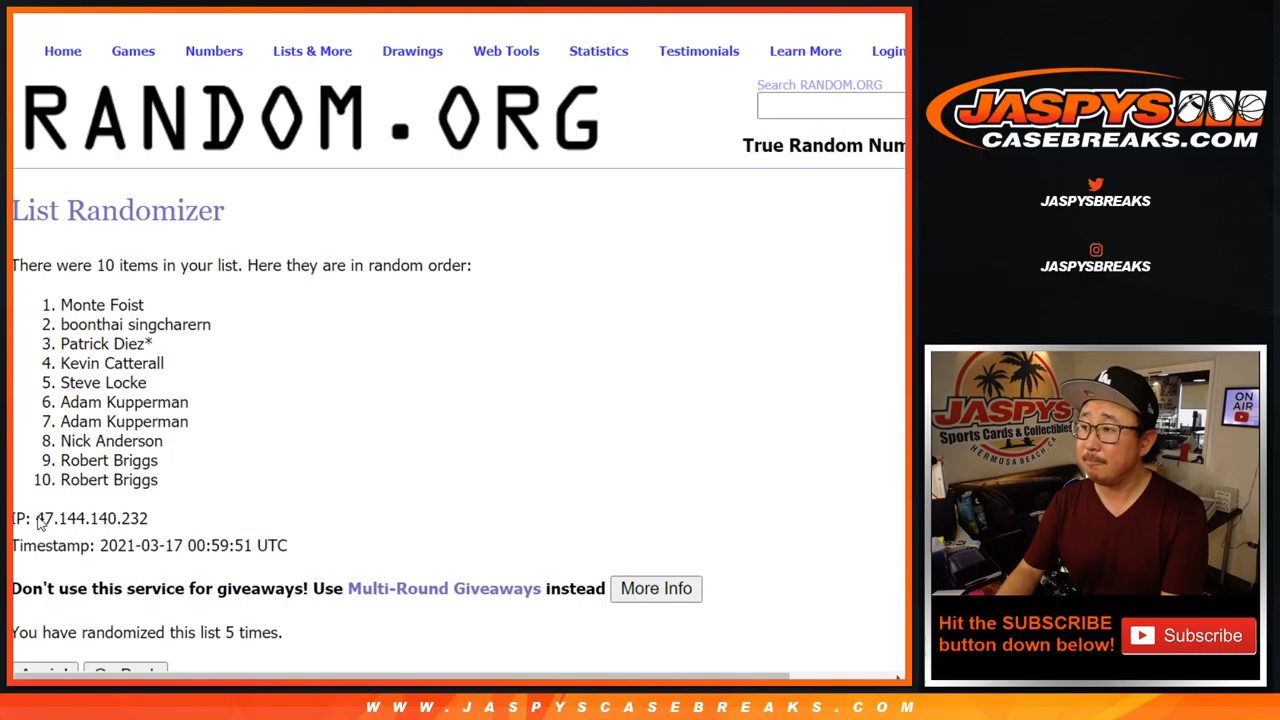 Home Games Numbers Lists & More Drawings Web Tools Statistics Testimonials Learn More Login
RANDOM.ORG
Search RANDOM.ORG
True Random Num
List Randomizer
There were 10 items in your list. Here they are in random order:
1. Monte Foist
2. boonthai singcharern
3. Patrick Diez*
4. Kevin Catterall
5. Steve Locke
6. Adam Kupperman
7. Adam Kupperman
8. Nick Anderson
9. Robert Briggs
10. Robert Briggs
IP: 47.144.140.232
Timestamp: 2021-03-17 00:59:51 UTC
Don't use this service for giveaways! Use Multi-Round Giveaways instead More Info
You have randomized this list 5 times.
JASPYS
CASEBREAKS.COM
JASPYSBREAKS
JASPYSBREAKS
JASPYS
Sports Cards & Collectibles
HERMOSA BEACH, CA
LA
ON
AIR
Hit the SUBSCRIBE
button down below!
Subscribe
WWW.JASPYSCASEBREAKS.COM